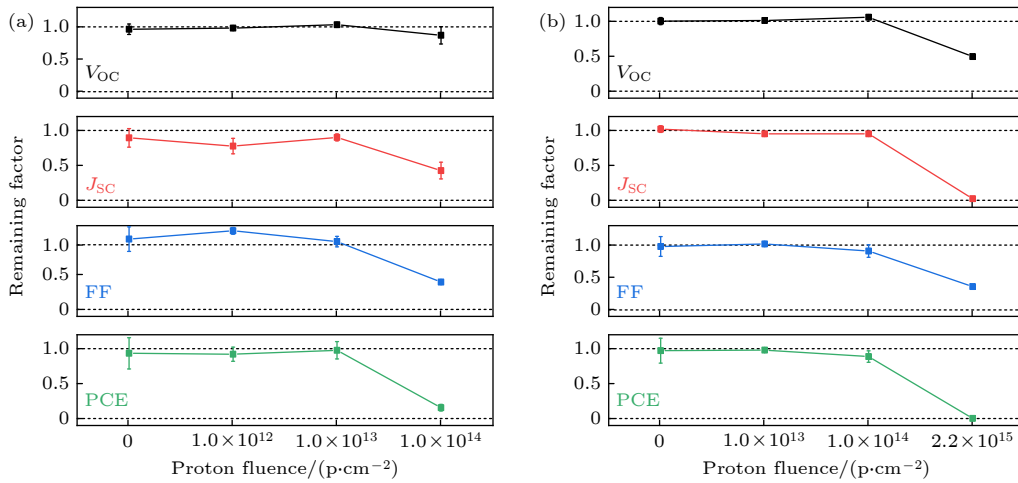 (a)
Remaining factor
1.0
0.5
0
V_OC
1.0
0.5
0
J_SC
1.0
0.5
0
FF
1.0
0.5
0
PCE
0
1.0×10^12
1.0×10^13
1.0×10^14
Proton fluence/(p·cm^−2)
(b)
Remaining factor
1.0
0.5
0
V_OC
1.0
0.5
0
J_SC
1.0
0.5
0
FF
1.0
0.5
0
PCE
0
1.0×10^13
1.0×10^14
2.2×10^15
Proton fluence/(p·cm^−2)